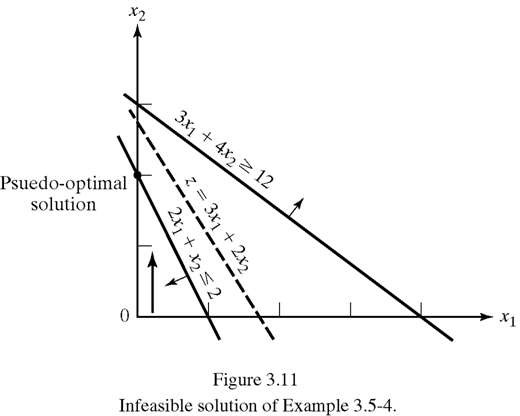 x₂
3x₁ + 4x₂ ≥ 12
Psuedo-optimal
solution
z = 3x₁ + 2x₂
2x₁ + x₂ ≤ 2
0
x₁
Figure 3.11
Infeasible solution of Example 3.5-4.